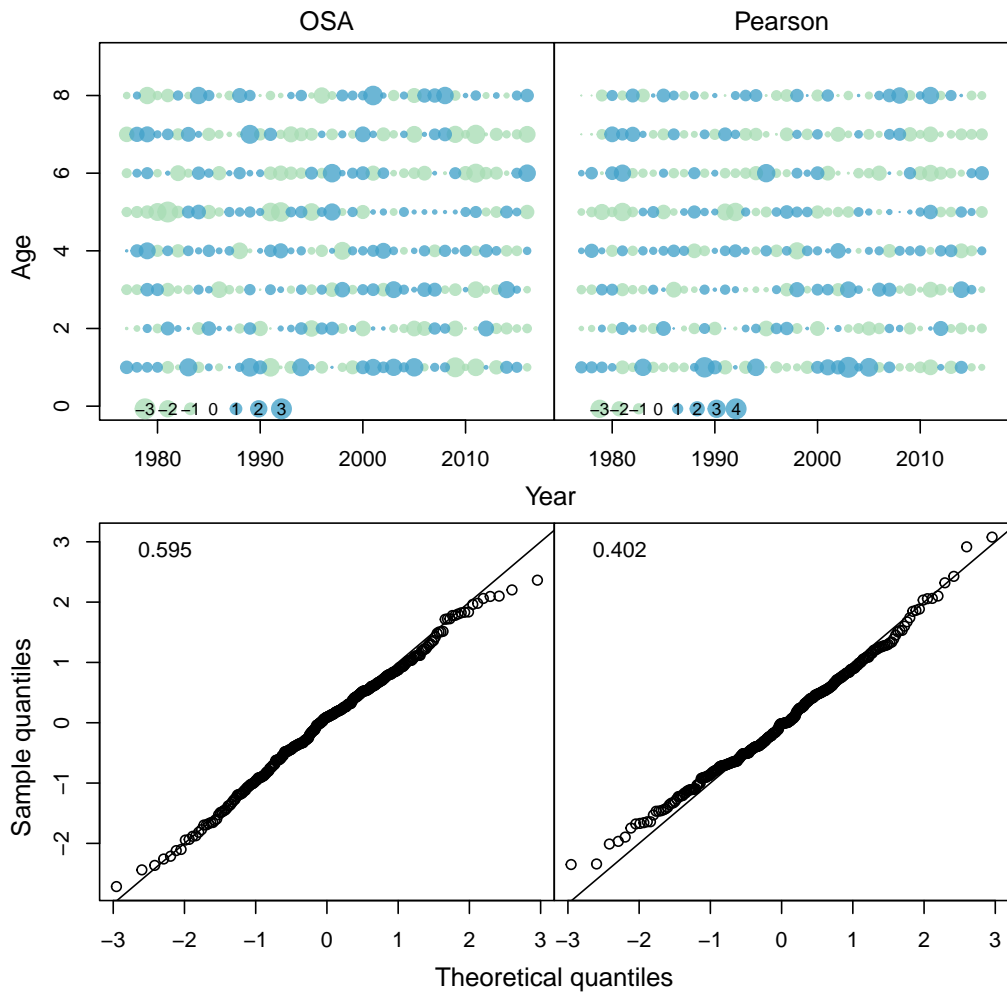 OSA Pearson
8
6
4
2
0
Age
−3 −2 −1 0 1 2 3 −3 −2 −1 0 1 2 3 4
1980 1990 2000 2010 1980 1990 2000 2010
Year
0.595 0.402
3
2
1
0
−1
−2
Sample quantiles
−3 −2 −1 0 1 2 3 −3 −2 −1 0 1 2 3
Theoretical quantiles